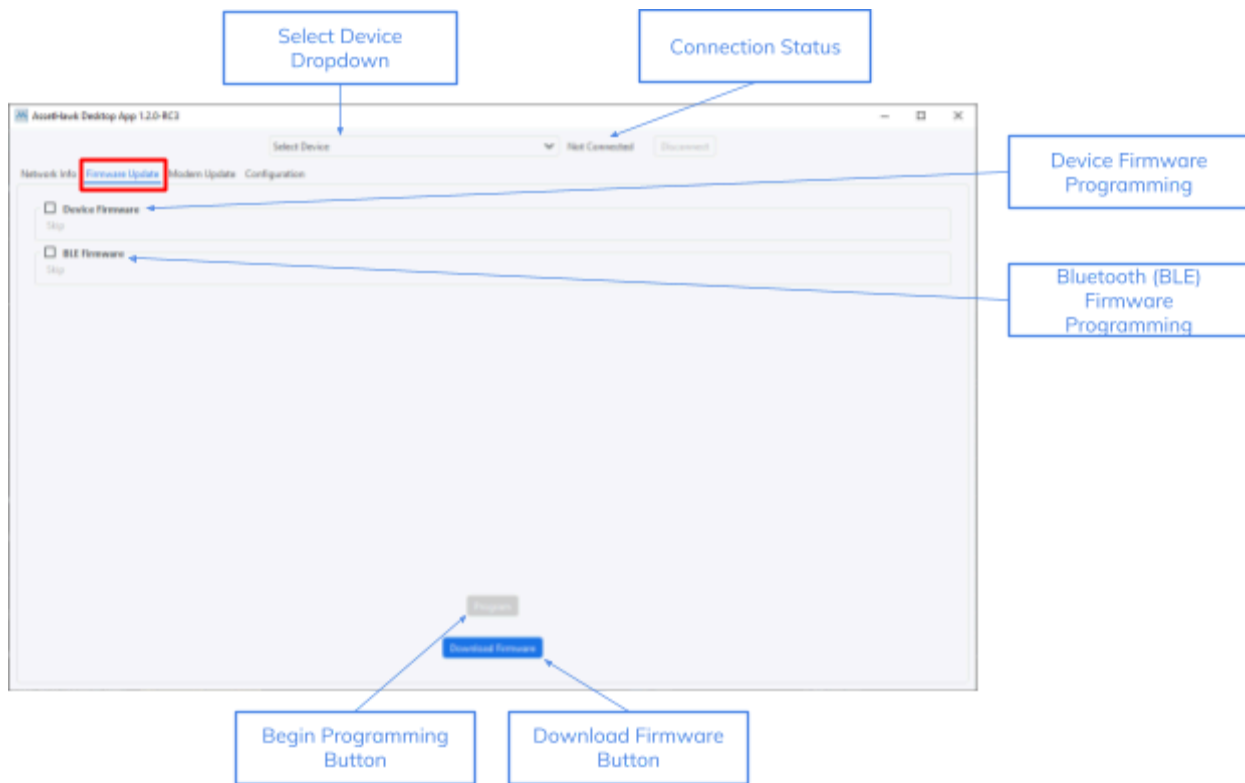 Select Device
Dropdown
Connection Status
AssetHawk Desktop App 1.2.0-RC3
Select Device
Not Connected
Disconnect
Network Info Firmware Update Modem Update Configuration
Device Firmware
Skip
BLE Firmware
Skip
Device Firmware
Programming
Bluetooth (BLE)
Firmware
Programming
Program
Download Firmware
Begin Programming
Button
Download Firmware
Button